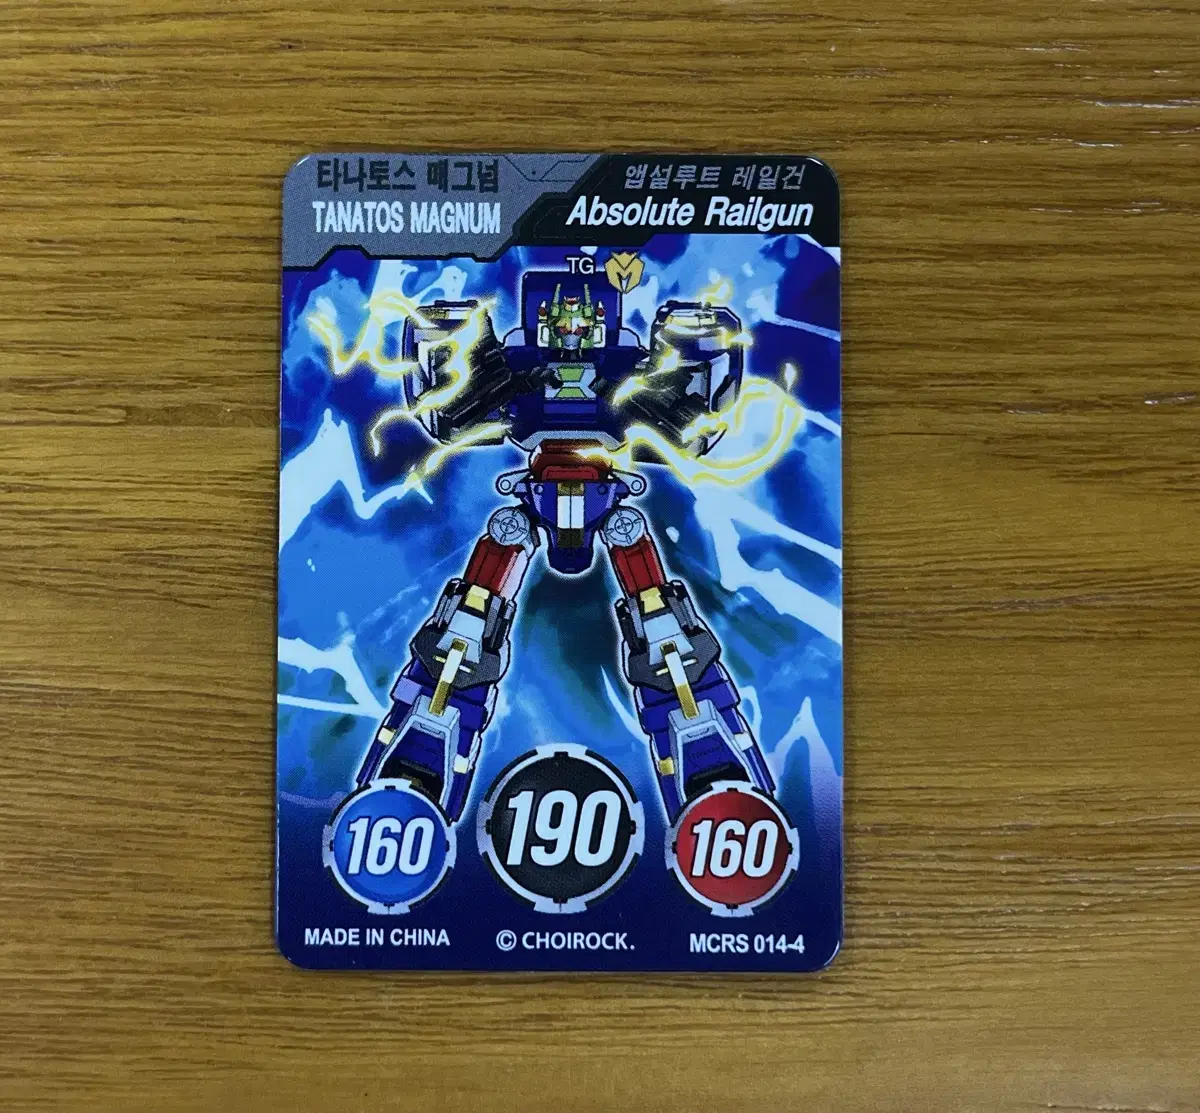 타나토스 매그넘
TANATOS MAGNUM
앱설루트 레일건
Absolute Railgun
TG M
160
190
160
MADE IN CHINA
© CHOIROCK.
MCRS 014-4